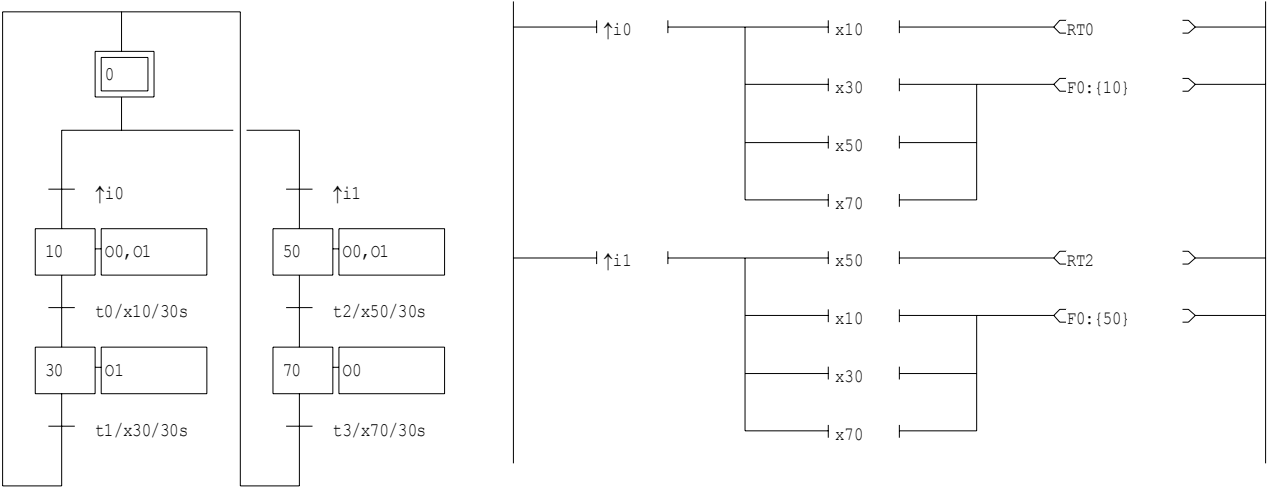 0
↑i0
↑i1
10
O0,O1
50
O0,O1
t0/x10/30s
t2/x50/30s
30
O1
70
O0
t1/x30/30s
t3/x70/30s
↑i0
x10
RT0
x30
F0:{10}
x50
x70
↑i1
x50
RT2
x10
F0:{50}
x30
x70